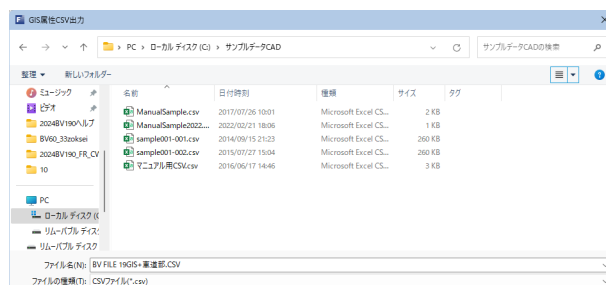 GIS属性CSV出力
PC > ローカル ディスク (C:) > サンプルデータCAD
サンプルデータCADの検索
整理 新しいフォルダー
名前 日付時刻 種類 サイズ タグ
ManualSample.csv 2017/07/26 10:01 Microsoft Excel CS... 2 KB
ManualSample2022.... 2022/02/21 18:06 Microsoft Excel CS... 1 KB
sample001-001.csv 2014/09/15 21:23 Microsoft Excel CS... 260 KB
sample001-002.csv 2015/07/27 15:04 Microsoft Excel CS... 260 KB
マニュアル用CSV.csv 2016/06/17 14:46 Microsoft Excel CS... 3 KB
ミュージック
ビデオ
2024BV190ヘルプ
BV60_33zoksei
2024BV190_FR_CV
10
PC
ローカル ディスク (C
リムーバブル ディス
リムーバブル ディスク
ファイル名(N): BV FILE 19GIS+車道部.CSV
ファイルの種類(T): CSVファイル(*.csv)